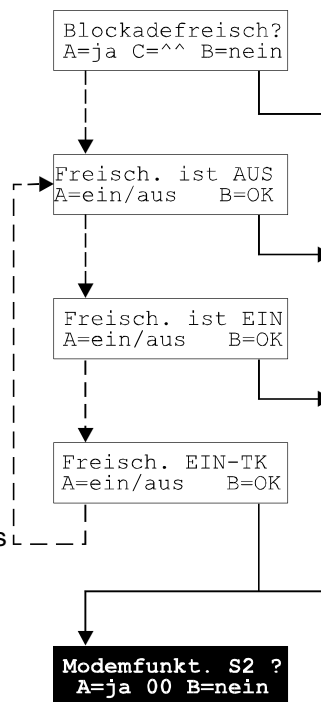 Blockadefreisch?
A=ja C=^^ B=nein
Freisch. ist AUS
A=ein/aus B=OK
Freisch. ist EIN
A=ein/aus B=OK
Freisch. EIN-TK
A=ein/aus B=OK
s
Modemfunkt. S2 ?
A=ja 00 B=nein